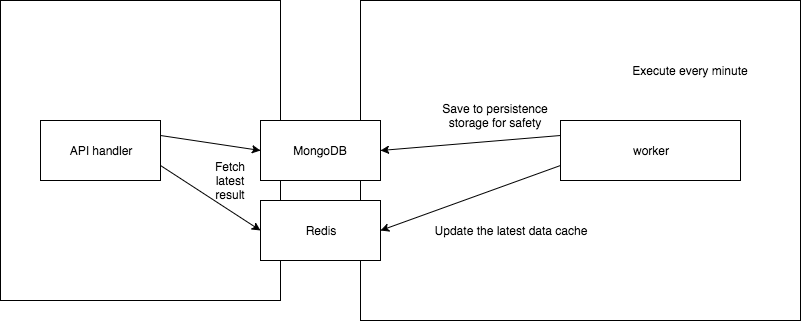 Execute every minute
Save to persistence
storage for safety
API handler
MongoDB
worker
Fetch
latest
result
Redis
Update the latest data cache